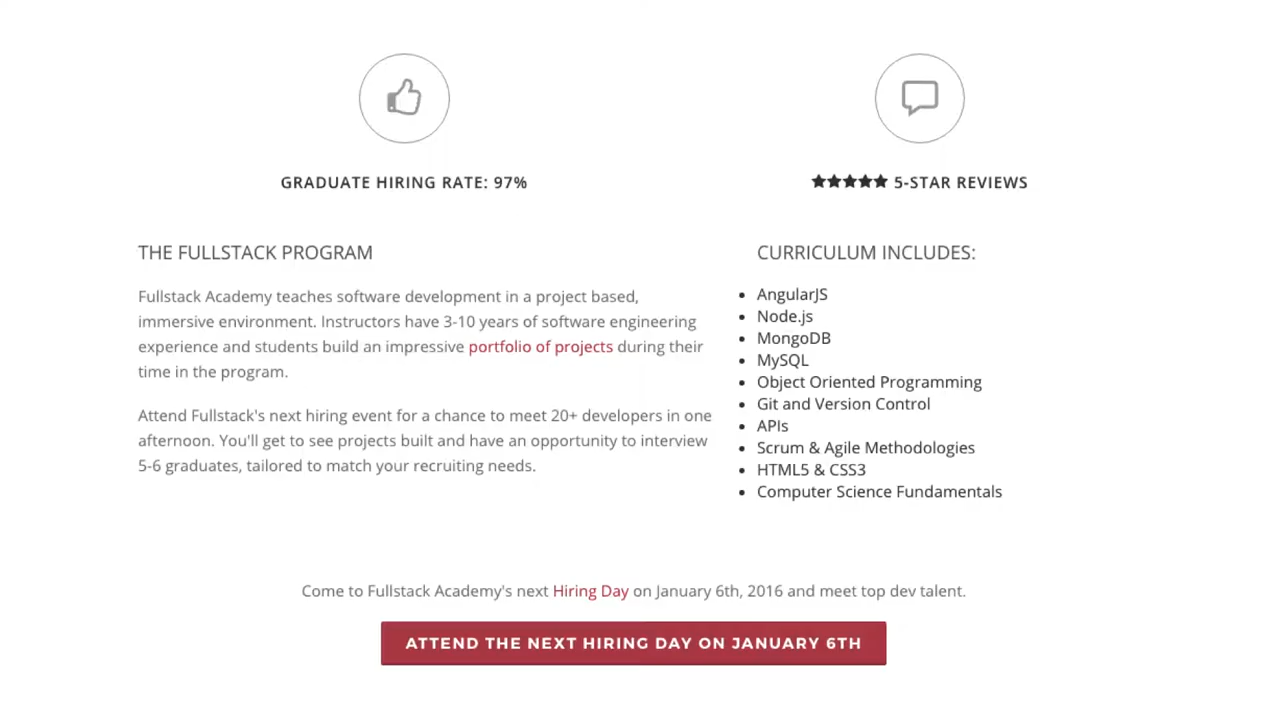 GRADUATE HIRING RATE: 97%
★★★★★ 5-STAR REVIEWS
THE FULLSTACK PROGRAM
Fullstack Academy teaches software development in a project based,
immersive environment. Instructors have 3-10 years of software engineering
experience and students build an impressive portfolio of projects during their
time in the program.
Attend Fullstack's next hiring event for a chance to meet 20+ developers in one
afternoon. You'll get to see projects built and have an opportunity to interview
5-6 graduates, tailored to match your recruiting needs.
CURRICULUM INCLUDES:
• AngularJS
• Node.js
• MongoDB
• MySQL
• Object Oriented Programming
• Git and Version Control
• APIs
• Scrum & Agile Methodologies
• HTML5 & CSS3
• Computer Science Fundamentals
Come to Fullstack Academy's next Hiring Day on January 6th, 2016 and meet top dev talent.
ATTEND THE NEXT HIRING DAY ON JANUARY 6TH